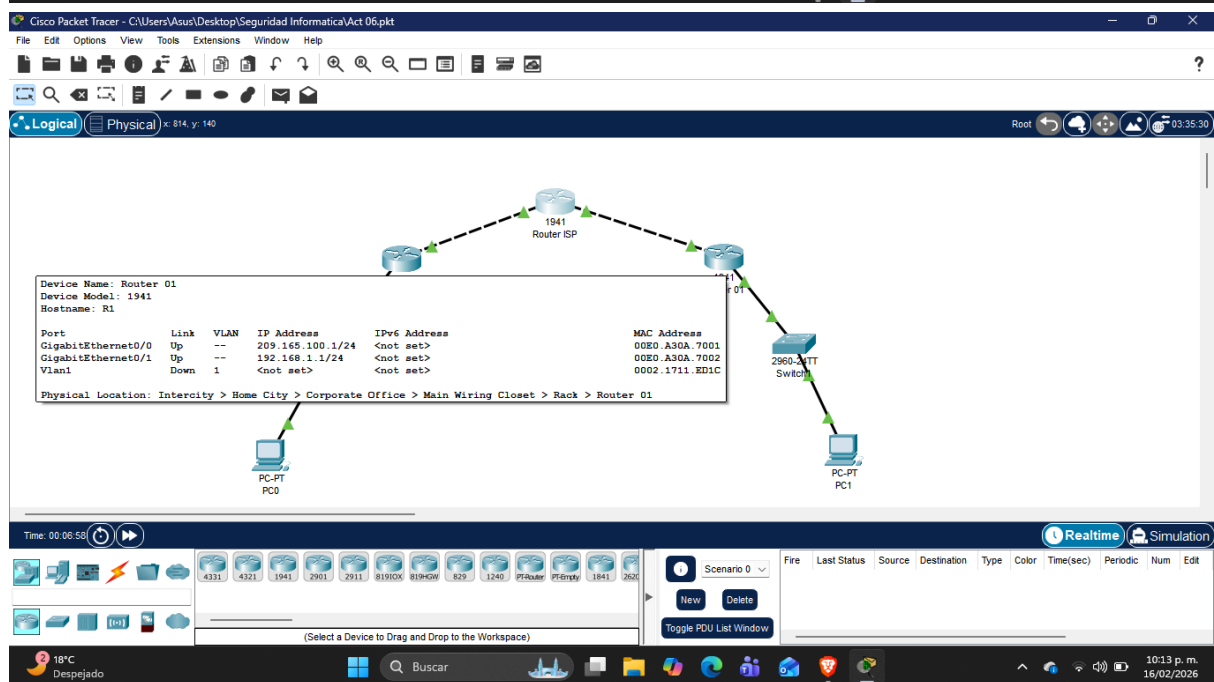 Cisco Packet Tracer - C:\Users\Asus\Desktop\Seguridad Informatica\Act 06.pkt
File Edit Options View Tools Extensions Window Help
?
Logical Physical x: 814, y: 140 Root 03:35:30
1941
Router ISP
Device Name: Router 01
Device Model: 1941
Hostname: R1
Port Link VLAN IP Address IPv6 Address MAC Address
GigabitEthernet0/0 Up -- 209.165.100.1/24 <not set> 00E0.A30A.7001
GigabitEthernet0/1 Up -- 192.168.1.1/24 <not set> 00E0.A30A.7002
Vlan1 Down 1 <not set> <not set> 0002.1711.ED1C
Physical Location: Intercity > Home City > Corporate Office > Main Wiring Closet > Rack > Router 01
2960-24TT
Switch1
PC-PT
PC0
PC-PT
PC1
Time: 00:06:58 Realtime Simulation
4331 4321 1941 2901 2911 819IOX 819HGW 829 1240 PT-Router PT-Empty 1841
Scenario 0
New Delete
Toggle PDU List Window
Fire Last Status Source Destination Type Color Time(sec) Periodic Num Edit
(Select a Device to Drag and Drop to the Workspace)
2 18°C
Despejado
Buscar
10:13 p. m.
16/02/2026